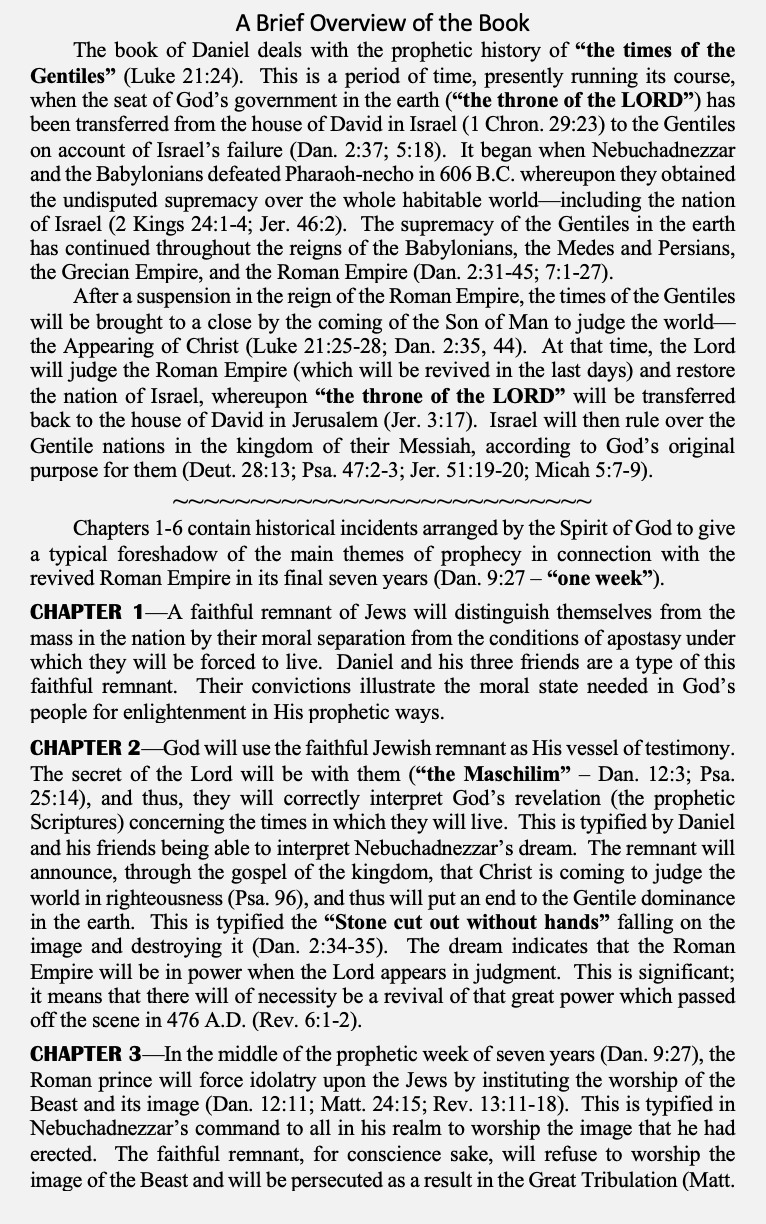 A Brief Overview of the Book
The book of Daniel deals with the prophetic history of “the times of the
Gentiles” (Luke 21:24). This is a period of time, presently running its course,
when the seat of God’s government in the earth (“the throne of the LORD”) has
been transferred from the house of David in Israel (1 Chron. 29:23) to the Gentiles
on account of Israel’s failure (Dan. 2:37; 5:18). It began when Nebuchadnezzar
and the Babylonians defeated Pharaoh-necho in 606 B.C. whereupon they obtained
the undisputed supremacy over the whole habitable world—including the nation
of Israel (2 Kings 24:1-4; Jer. 46:2). The supremacy of the Gentiles in the earth
has continued throughout the reigns of the Babylonians, the Medes and Persians,
the Grecian Empire, and the Roman Empire (Dan. 2:31-45; 7:1-27).
After a suspension in the reign of the Roman Empire, the times of the Gentiles
will be brought to a close by the coming of the Son of Man to judge the world—
the Appearing of Christ (Luke 21:25-28; Dan. 2:35, 44). At that time, the Lord
will judge the Roman Empire (which will be revived in the last days) and restore
the nation of Israel, whereupon “the throne of the LORD” will be transferred
back to the house of David in Jerusalem (Jer. 3:17). Israel will then rule over the
Gentile nations in the kingdom of their Messiah, according to God’s original
purpose for them (Deut. 28:13; Psa. 47:2-3; Jer. 51:19-20; Micah 5:7-9).
~~~~~~~~~~~~~~~~~~~~~~~~~~~
Chapters 1-6 contain historical incidents arranged by the Spirit of God to give
a typical foreshadow of the main themes of prophecy in connection with the
revived Roman Empire in its final seven years (Dan. 9:27 – “one week”).
CHAPTER 1—A faithful remnant of Jews will distinguish themselves from the
mass in the nation by their moral separation from the conditions of apostasy under
which they will be forced to live. Daniel and his three friends are a type of this
faithful remnant. Their convictions illustrate the moral state needed in God’s
people for enlightenment in His prophetic ways.
CHAPTER 2—God will use the faithful Jewish remnant as His vessel of testimony.
The secret of the Lord will be with them (“the Maschilim” – Dan. 12:3; Psa.
25:14), and thus, they will correctly interpret God’s revelation (the prophetic
Scriptures) concerning the times in which they will live. This is typified by Daniel
and his friends being able to interpret Nebuchadnezzar’s dream. The remnant will
announce, through the gospel of the kingdom, that Christ is coming to judge the
world in righteousness (Psa. 96), and thus will put an end to the Gentile dominance
in the earth. This is typified the “Stone cut out without hands” falling on the
image and destroying it (Dan. 2:34-35). The dream indicates that the Roman
Empire will be in power when the Lord appears in judgment. This is significant;
it means that there will of necessity be a revival of that great power which passed
off the scene in 476 A.D. (Rev. 6:1-2).
CHAPTER 3—In the middle of the prophetic week of seven years (Dan. 9:27), the
Roman prince will force idolatry upon the Jews by instituting the worship of the
Beast and its image (Dan. 12:11; Matt. 24:15; Rev. 13:11-18). This is typified in
Nebuchadnezzar’s command to all in his realm to worship the image that he had
erected. The faithful remnant, for conscience sake, will refuse to worship the
image of the Beast and will be persecuted as a result in the Great Tribulation (Matt.